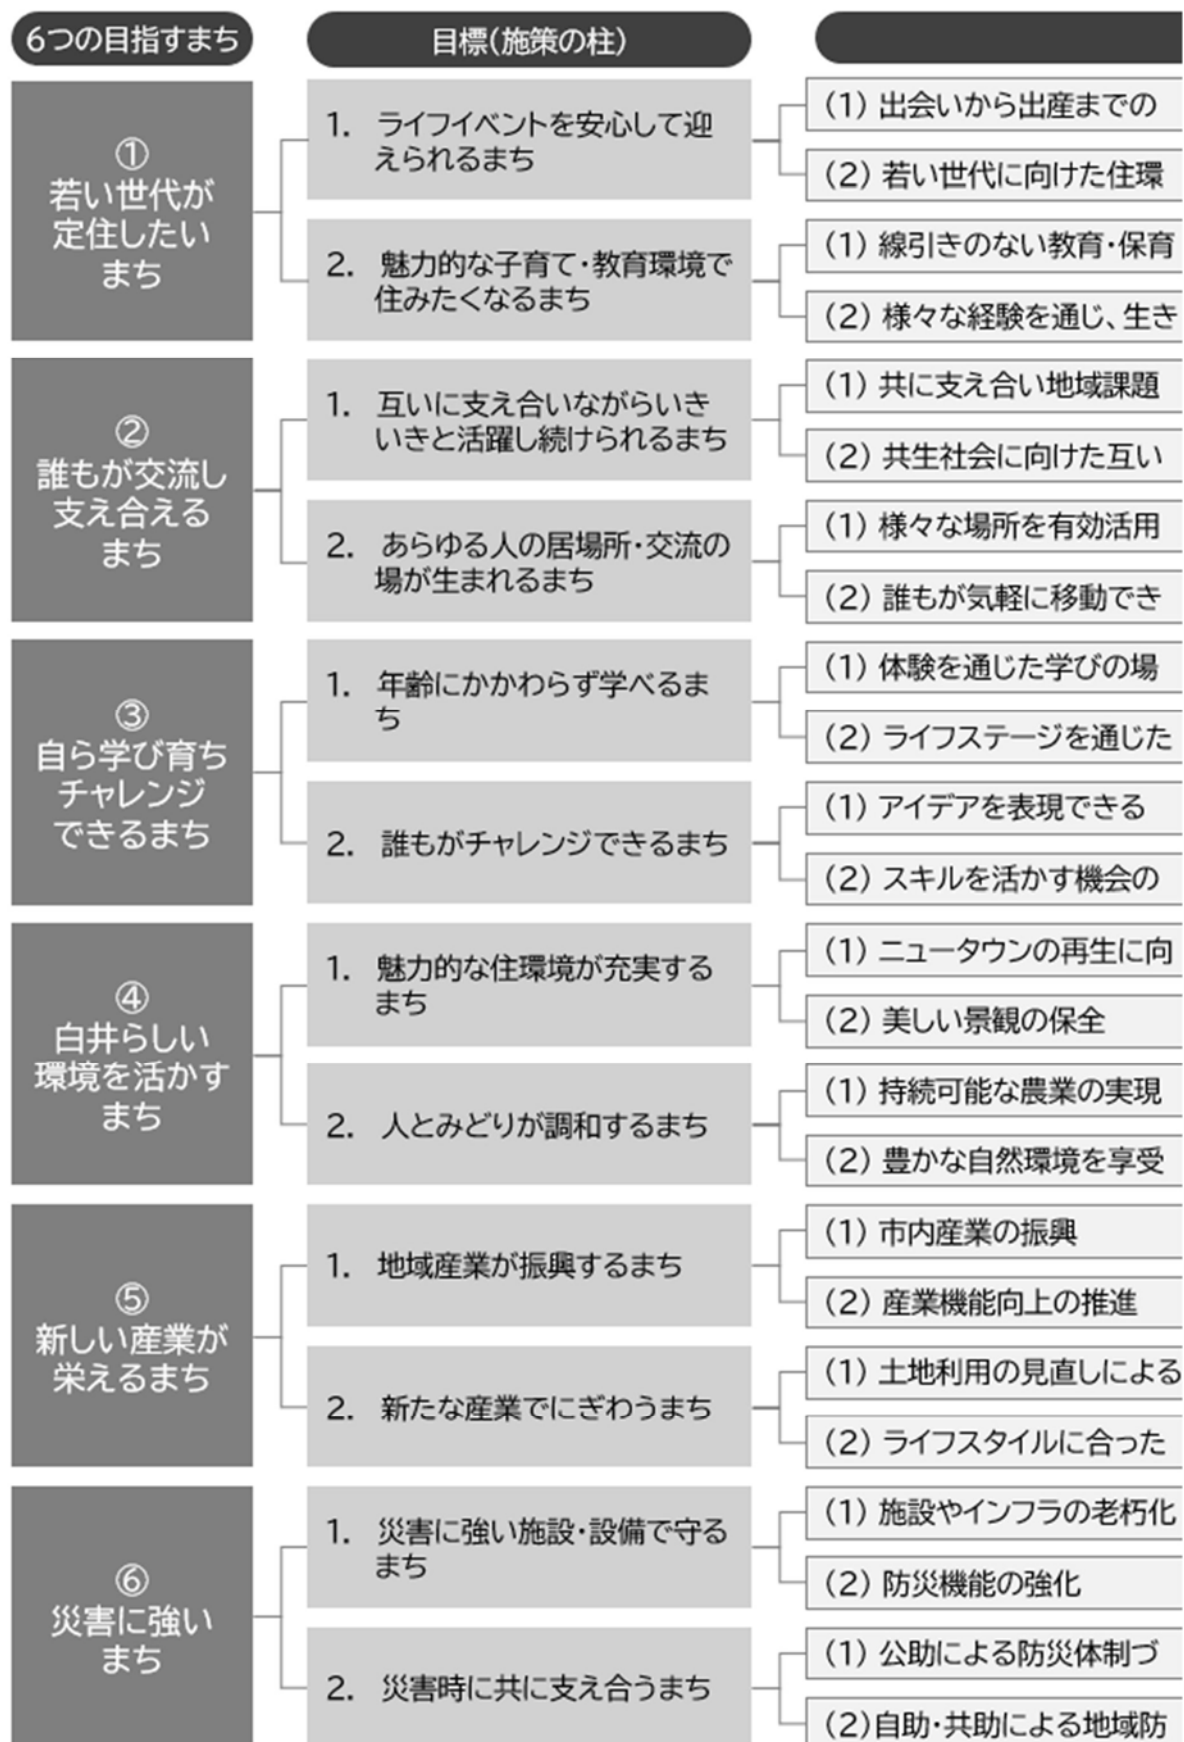 6つの目指すまち
目標(施策の柱)
①
若い世代が
定住したい
まち
1. ライフイベントを安心して迎
えられるまち
(1) 出会いから出産までの
(2) 若い世代に向けた住環
2. 魅力的な子育て・教育環境で
住みたくなるまち
(1) 線引きのない教育・保育
(2) 様々な経験を通じ、生き
②
誰もが交流し
支え合える
まち
1. 互いに支え合いながらいき
いきと活躍し続けられるまち
(1) 共に支え合い地域課題
(2) 共生社会に向けた互い
2. あらゆる人の居場所・交流の
場が生まれるまち
(1) 様々な場所を有効活用
(2) 誰もが気軽に移動でき
③
自ら学び育ち
チャレンジ
できるまち
1. 年齢にかかわらず学べるま
ち
(1) 体験を通じた学びの場
(2) ライフステージを通じた
2. 誰もがチャレンジできるまち
(1) アイデアを表現できる
(2) スキルを活かす機会の
④
白井らしい
環境を活かす
まち
1. 魅力的な住環境が充実する
まち
(1) ニュータウンの再生に向
(2) 美しい景観の保全
2. 人とみどりが調和するまち
(1) 持続可能な農業の実現
(2) 豊かな自然環境を享受
⑤
新しい産業が
栄えるまち
1. 地域産業が振興するまち
(1) 市内産業の振興
(2) 産業機能向上の推進
2. 新たな産業でにぎわうまち
(1) 土地利用の見直しによる
(2) ライフスタイルに合った
⑥
災害に強い
まち
1. 災害に強い施設・設備で守る
まち
(1) 施設やインフラの老朽化
(2) 防災機能の強化
2. 災害時に共に支え合うまち
(1) 公助による防災体制づ
(2)自助・共助による地域防